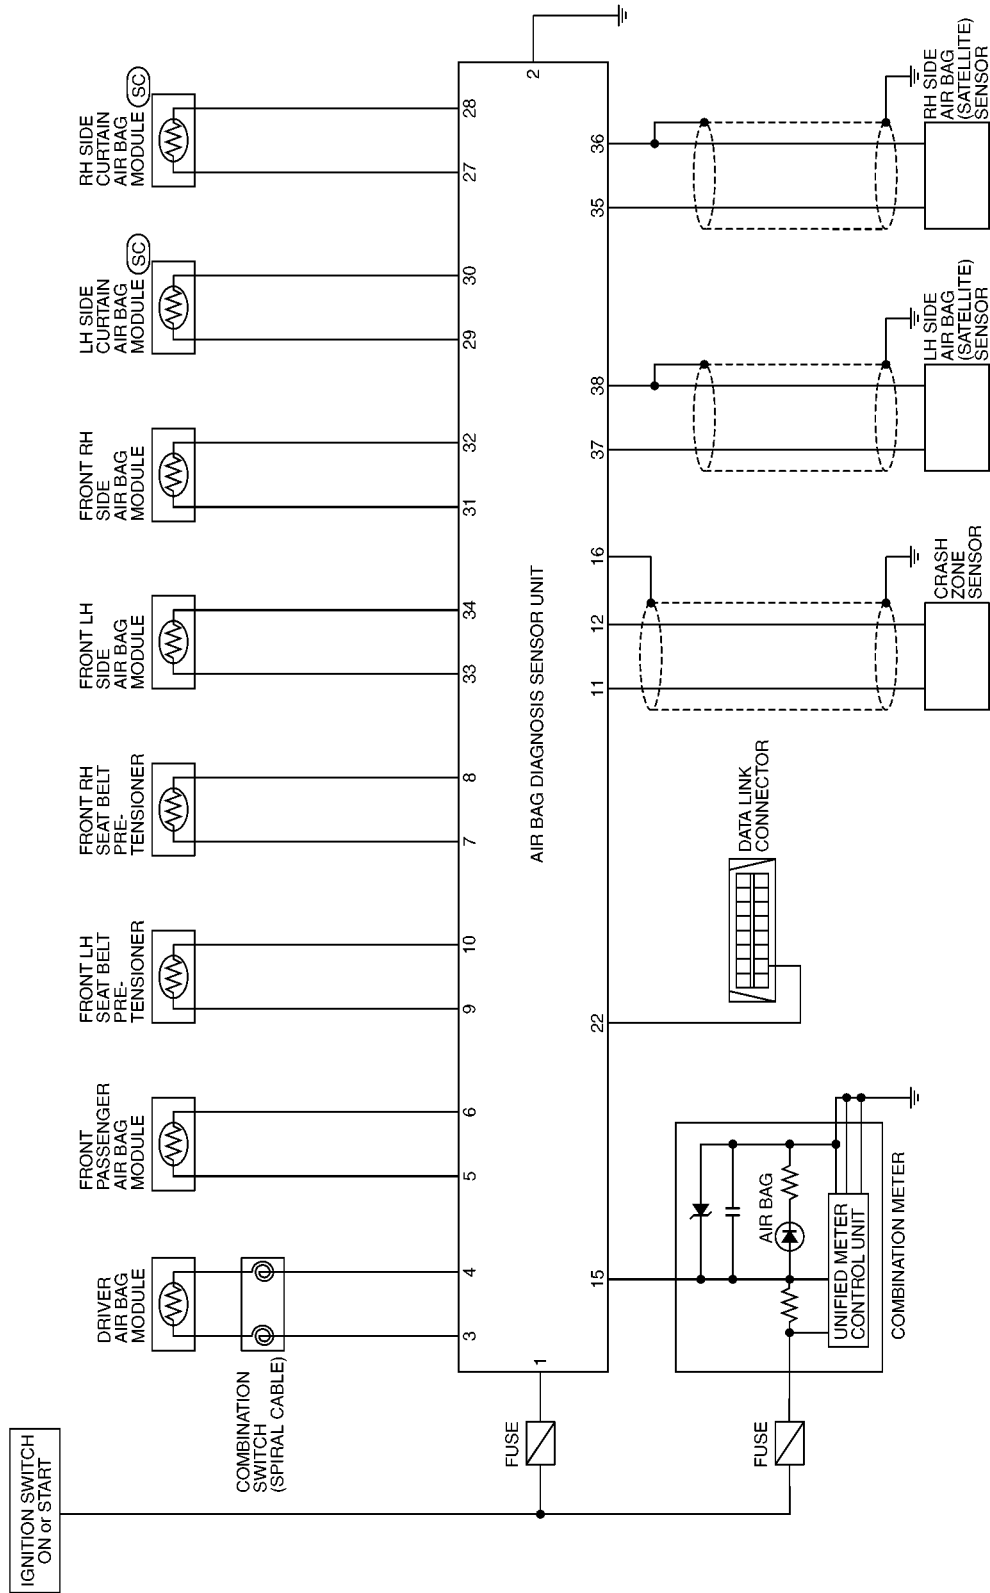 IGNITION SWITCH
ON or START
FUSE
FUSE
COMBINATION
SWITCH
(SPIRAL CABLE)
DRIVER
AIR BAG
MODULE
FRONT
PASSENGER
AIR BAG
MODULE
FRONT LH
SEAT BELT
PRE-
TENSIONER
FRONT RH
SEAT BELT
PRE-
TENSIONER
FRONT LH
SIDE
AIR BAG
MODULE
FRONT RH
SIDE
AIR BAG
MODULE
LH SIDE
CURTAIN
AIR BAG
MODULE
SC
RH SIDE
CURTAIN
AIR BAG
MODULE
SC
3
4
5
6
9
10
7
8
33
34
31
32
29
30
27
28
1
AIR BAG DIAGNOSIS SENSOR UNIT
2
15
22
11
12
16
37
38
35
36
AIR BAG
UNIFIED METER
CONTROL UNIT
COMBINATION METER
DATA LINK
CONNECTOR
CRASH
ZONE
SENSOR
LH SIDE
AIR BAG
(SATELLITE)
SENSOR
RH SIDE
AIR BAG
(SATELLITE)
SENSOR